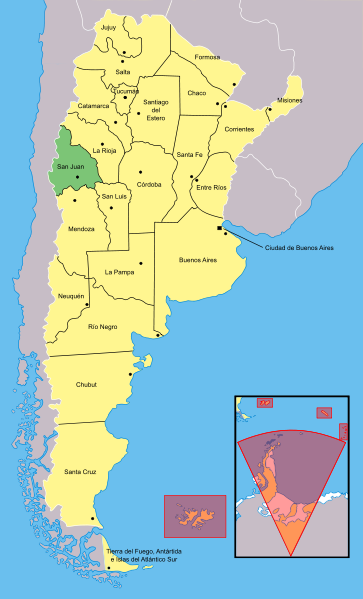 Jujuy
Formosa
Salta
Chaco
Tucumán
Misiones
Catamarca
Santiago
del
Estero
Corrientes
La Rioja
Santa Fe
San Juan
Córdoba
Entre Ríos
San Luis
Mendoza
Ciudad de Buenos Aires
Buenos Aires
La Pampa
Neuquén
Río Negro
Chubut
Santa Cruz
Tierra del Fuego, Antártida
e Islas del Atlántico Sur